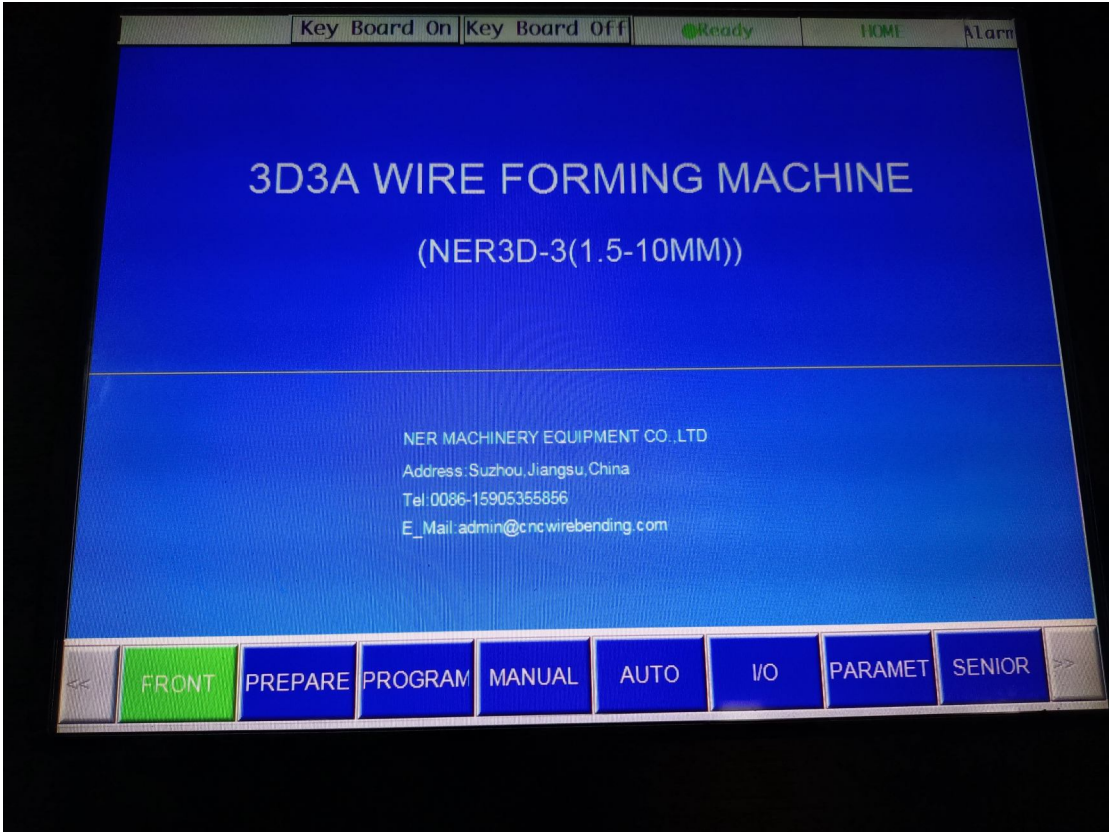 Key Board On Key Board Off Ready HOME Alarm
3D3A WIRE FORMING MACHINE
(NER3D-3(1.5-10MM))
NER MACHINERY EQUIPMENT CO.,LTD
Address:Suzhou,Jiangsu,China
Tel:0086-15905355856
E_Mail:admin@cncwirebending.com
<< FRONT PREPARE PROGRAM MANUAL AUTO I/O PARAMET SENIOR >>